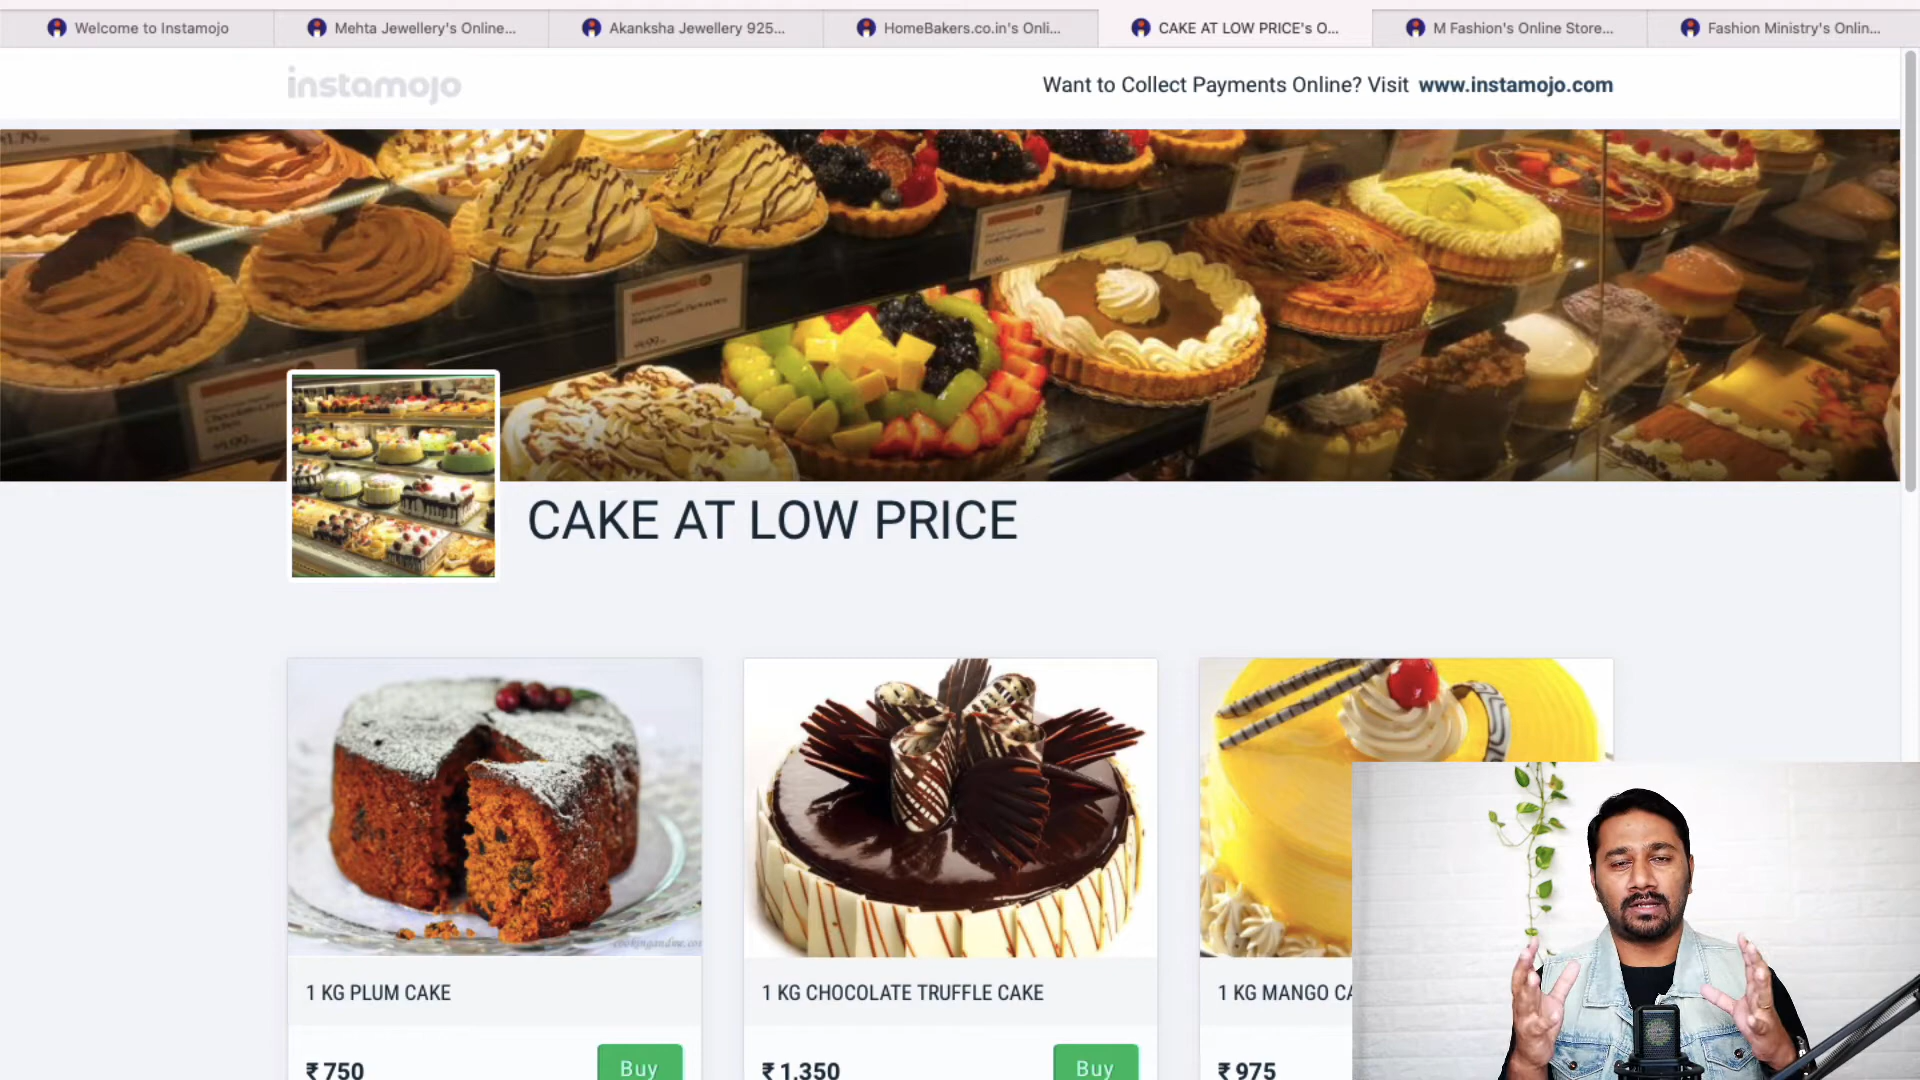 Welcome to Instamojo
Mehta Jewellery's Online...
Akanksha Jewellery 925...
HomeBakers.co.in's Onli...
CAKE AT LOW PRICE's O...
M Fashion's Online Store...
Fashion Ministry's Onlin...
instamojo
Want to Collect Payments Online? Visit www.instamojo.com
CAKE AT LOW PRICE
1 KG PLUM CAKE
1 KG CHOCOLATE TRUFFLE CAKE
1 KG MANGO CA
₹ 750
Buy
₹ 1,350
Buy
₹ 975